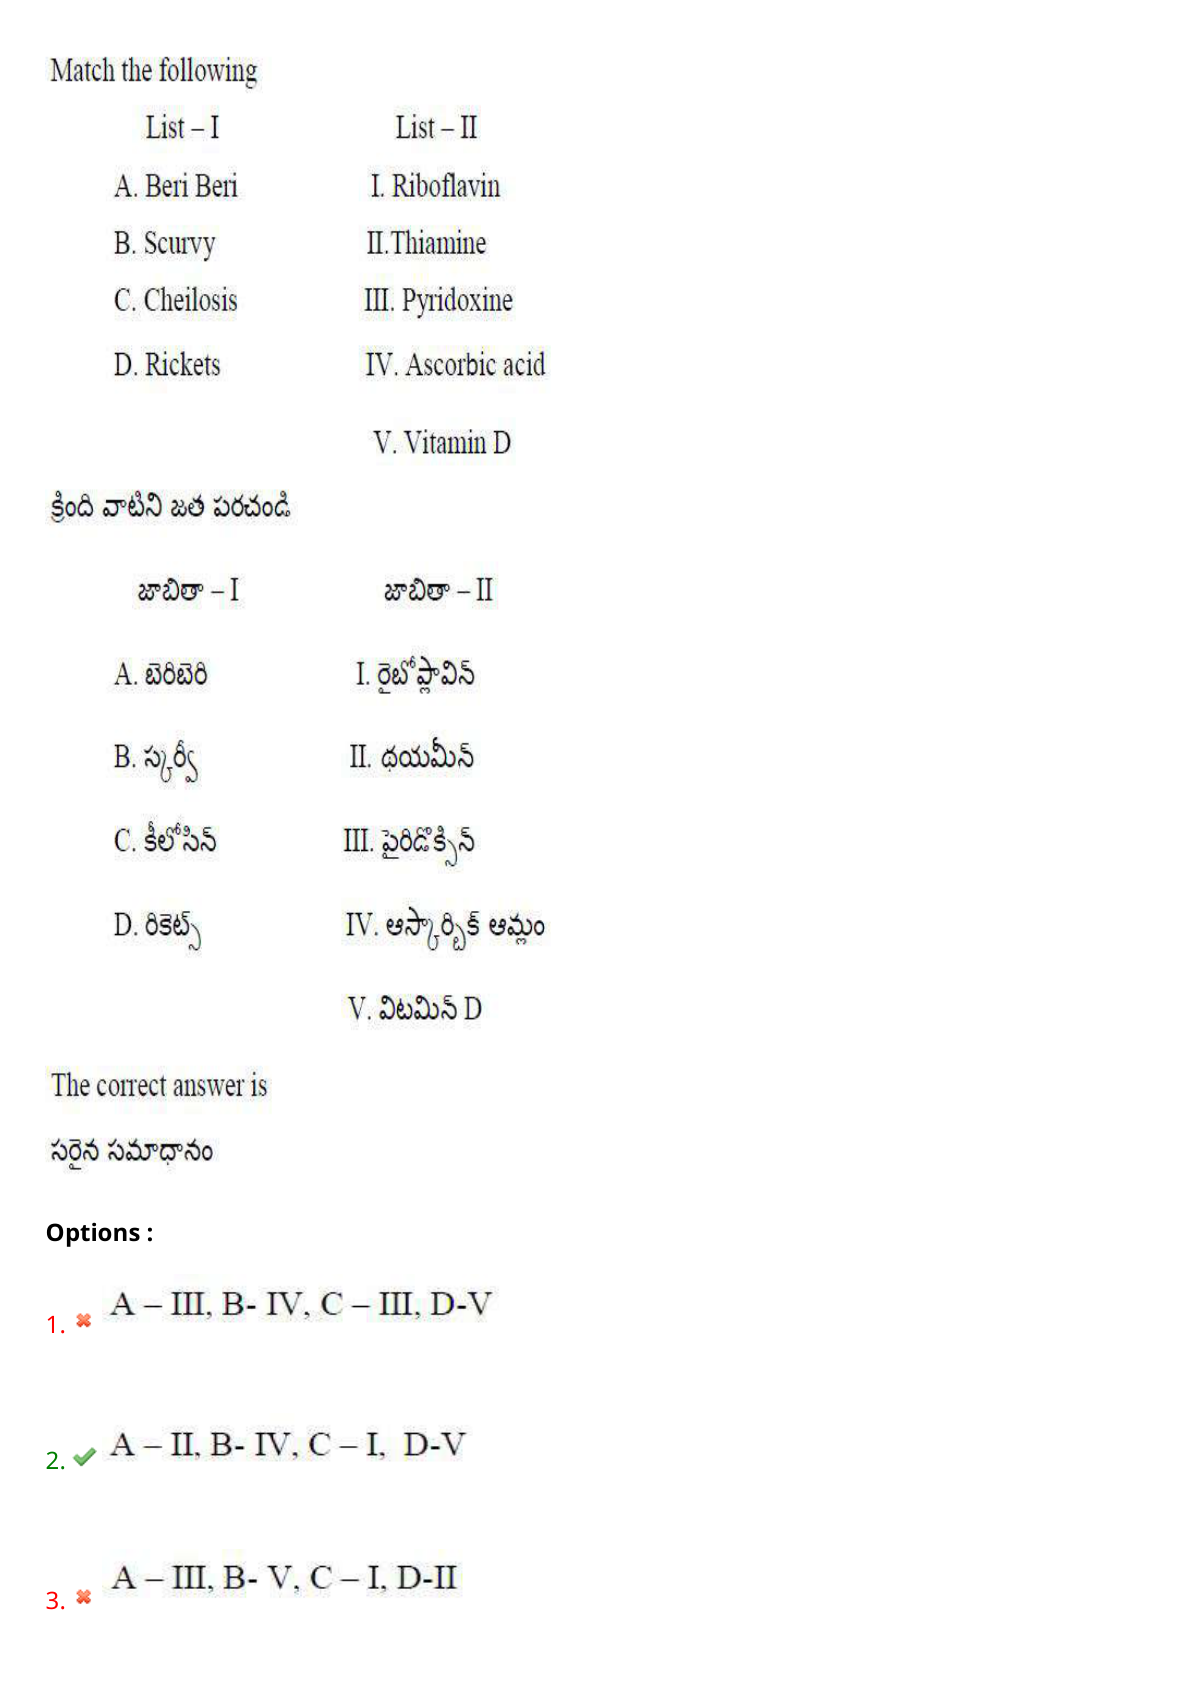 Match the following
List – I List – II
A. Beri Beri I. Riboflavin
B. Scurvy II.Thiamine
C. Cheilosis III. Pyridoxine
D. Rickets IV. Ascorbic acid
V. Vitamin D
క్రింది వాటిని జత పరచండి
జాబితా – I జాబితా – II
A. బెరిబెరి I. రైబోఫ్లావిన్
B. స్కర్వీ II. థయమీన్
C. కీలోసిన్ III. పైరిడొక్సిన్
D. రికెట్స్ IV. ఆస్కార్బిక్ ఆమ్లం
V. విటమిన్ D
The correct answer is
సరైన సమాధానం
Options :
1. A – III, B- IV, C – III, D-V
2. A – II, B- IV, C – I, D-V
3. A – III, B- V, C – I, D-II